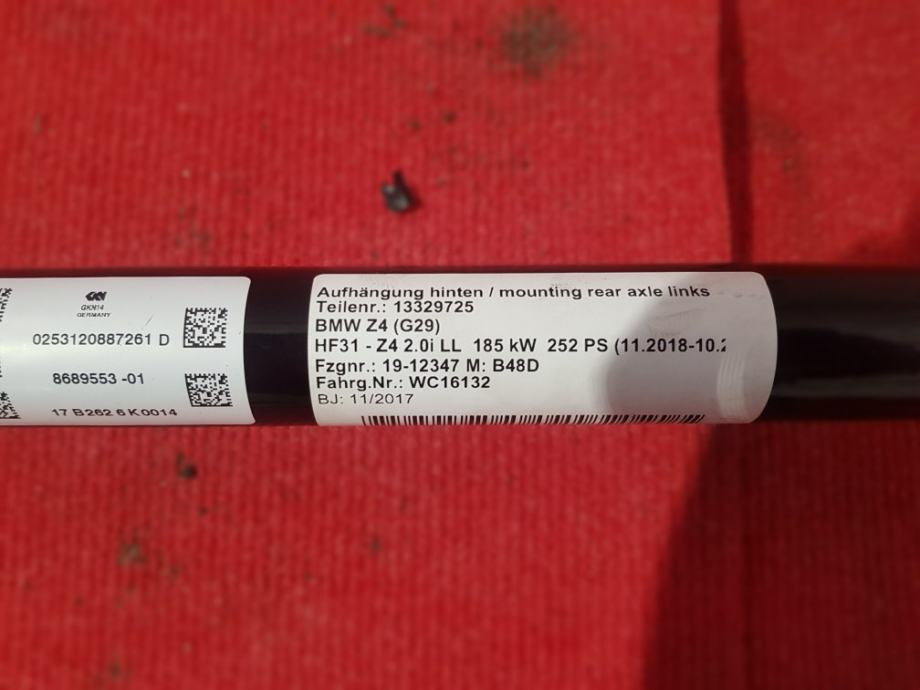 GKN
GKN14
GERMANY
0253120887261 D
8689553 -01
17 B262 6 K0014
Aufhängung hinten / mounting rear axle links
Teilenr.: 13329725
BMW Z4 (G29)
HF31 - Z4 2.0i LL 185 kW 252 PS (11.2018-10.2
Fzgnr.: 19-12347 M: B48D
Fahrg.Nr.: WC16132
BJ: 11/2017